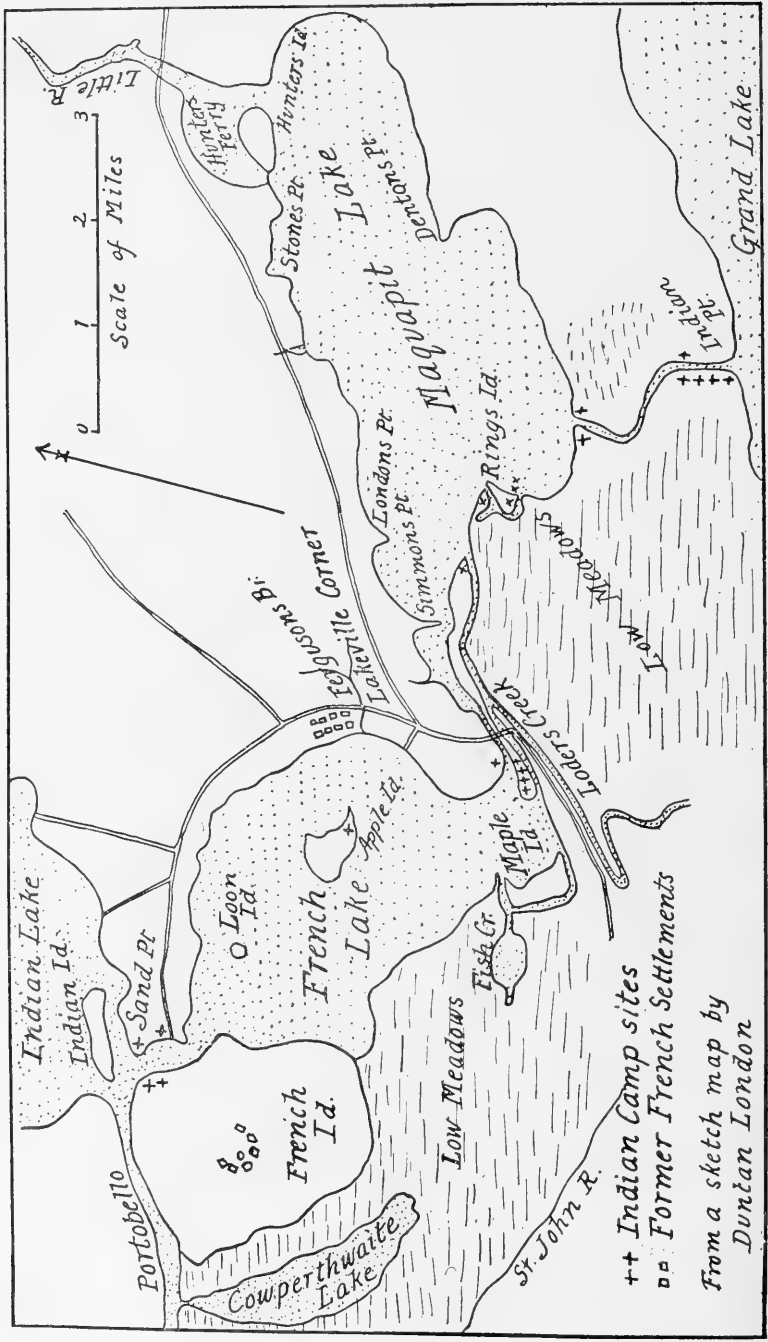 Little R.
Hunters Ferry
Hunters Id.
3
2
1
0
Scale of Miles
Stones Pt.
Maquapit Lake
Dentons Pt.
Grand Lake
Indian Pt.
Londons Pt.
Simmons Pt.
Rings Id.
Low Meadows
Fergusons Bi
Lakeville Corner
Loders Creek
Maple Id
Apple Id.
Loon Id.
French Lake
Fish Cr.
Indian Lake
Indian Id.
Sand Pt.
Portobello
French Id.
Low Meadows
Cowperthwaite Lake
St. John R.
++ Indian Camp sites
▫▫ Former French Settlements
From a sketch map by
Duncan London